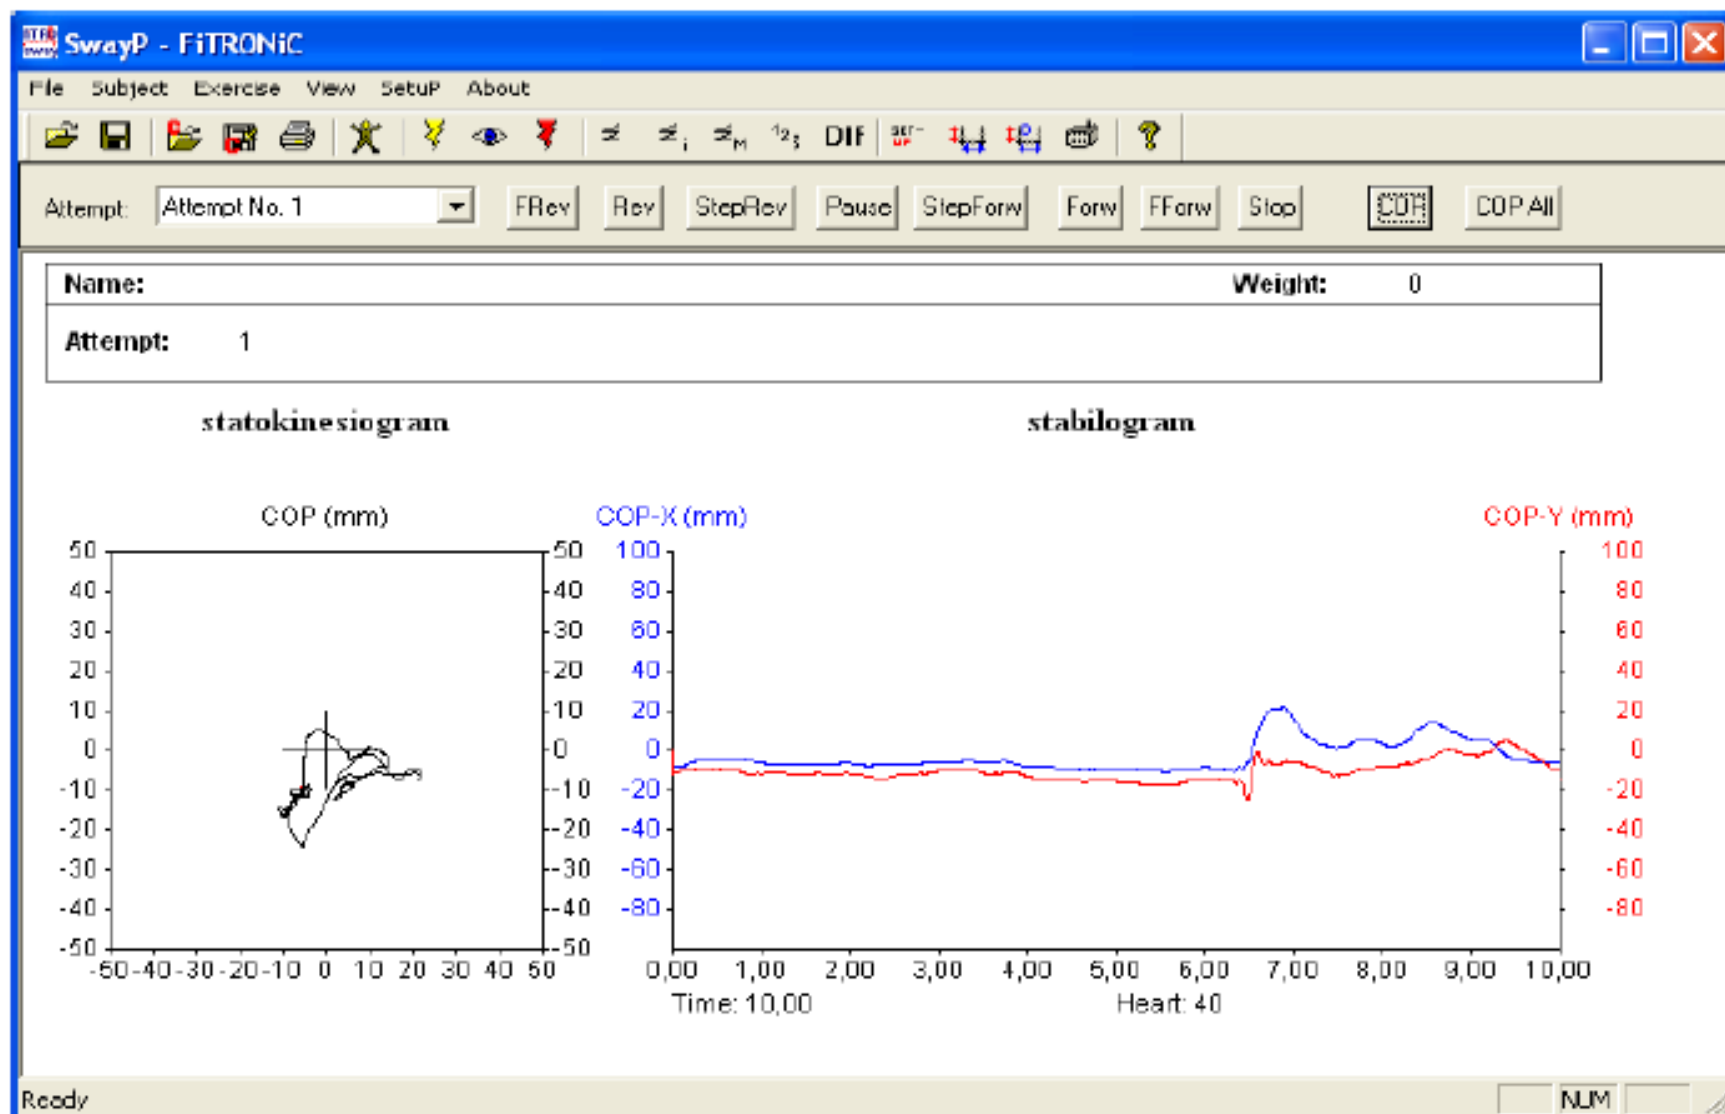 SwayP - FiTRONiC
File Subject Exercise View SetuP About
DIF
Attempt: Attempt No. 1 FRev Rev StepRev Pause StepForw Forw FForw Stop COP COP All
Name: Weight: 0
Attempt: 1
statokinesiogram stabilogram
COP (mm) COP-X (mm) COP-Y (mm)
50 50 100 100
40 40 80 80
30 30 60 60
20 20 40 40
10 10 20 20
0 0 0 0
-10 -10 -20 -20
-20 -20 -40 -40
-30 -30 -60 -60
-40 -40 -80 -80
-50 -50
-50 -40 -30 -20 -10 0 10 20 30 40 50 0,00 1,00 2,00 3,00 4,00 5,00 6,00 7,00 8,00 9,00 10,00
Time: 10,00 Heart: 40
Ready NUM